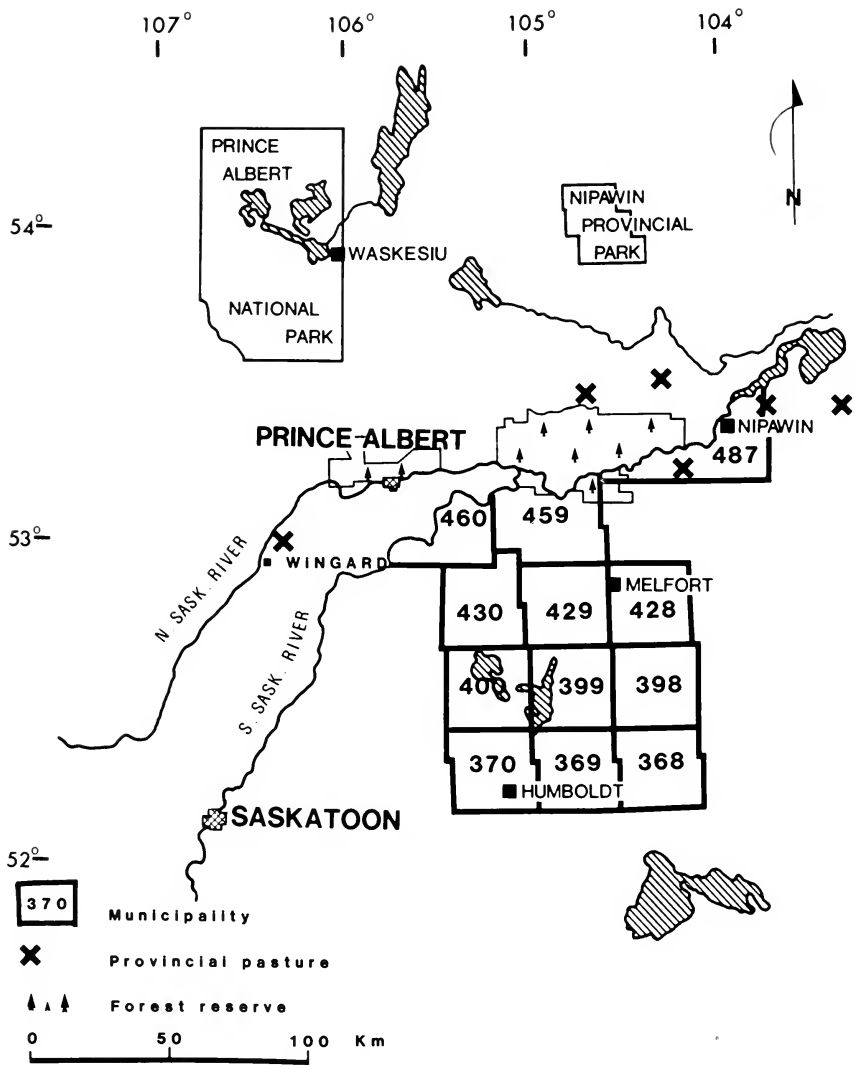 107° 106° 105° 104°
PRINCE
ALBERT
NATIONAL
PARK
NIPAWIN
PROVINCIAL
PARK
N
54°
WASKESIU
PRINCE ALBERT
NIPAWIN
487
460
459
53°
WINGARD
N. SASK. RIVER
S. SASK. RIVER
MELFORT
430
429
428
400
399
398
370
369
368
HUMBOLDT
SASKATOON
52°
370 Municipality
Provincial pasture
Forest reserve
0 50 100 Km